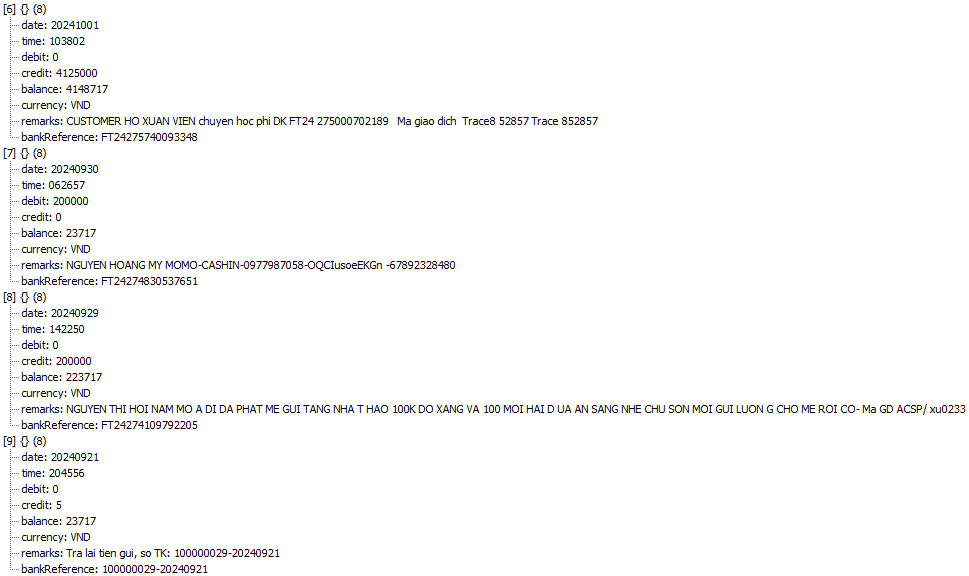 [6] {} (8)
date: 20241001
time: 103802
debit: 0
credit: 4125000
balance: 4148717
currency: VND
remarks: CUSTOMER HO XUAN VIEN chuyen hoc phi DK FT24 275000702189   Ma giao dich  Trace8 52857 Trace 852857
bankReference: FT24275740093348
[7] {} (8)
date: 20240930
time: 062657
debit: 200000
credit: 0
balance: 23717
currency: VND
remarks: NGUYEN HOANG MY MOMO-CASHIN-0977987058-OQCIusoeEKGn -67892328480
bankReference: FT24274830537651
[8] {} (8)
date: 20240929
time: 142250
debit: 0
credit: 200000
balance: 223717
currency: VND
remarks: NGUYEN THI HOI NAM MO A DI DA PHAT ME GUI TANG NHA T HAO 100K DO XANG VA 100 MOI HAI D UA AN SANG NHE CHU SON MOI GUI LUON G CHO ME ROI CO- Ma GD ACSP/ xu0233
bankReference: FT24274109792205
[9] {} (8)
date: 20240921
time: 204556
debit: 0
credit: 5
balance: 23717
currency: VND
remarks: Tra lai tien gui, so TK: 100000029-20240921
bankReference: 100000029-20240921